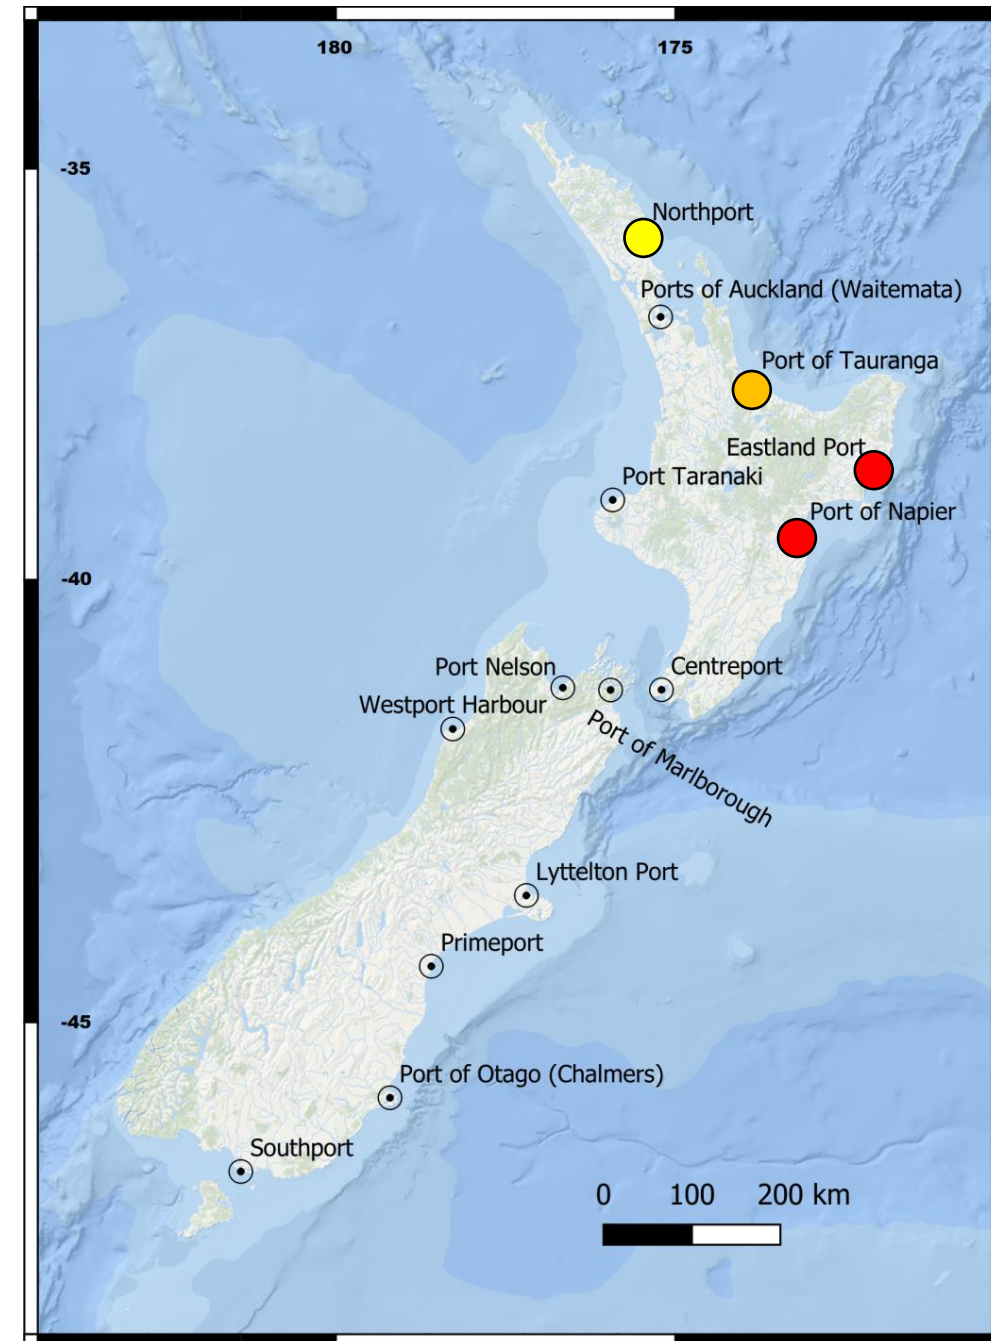 180
175
-35
Northport
Ports of Auckland (Waitemata)
Port of Tauranga
Eastland Port
Port Taranaki
Port of Napier
-40
Port Nelson
Centreport
Westport Harbour
Port of Marlborough
Lyttelton Port
Primeport
-45
Port of Otago (Chalmers)
Southport
0 100 200 km